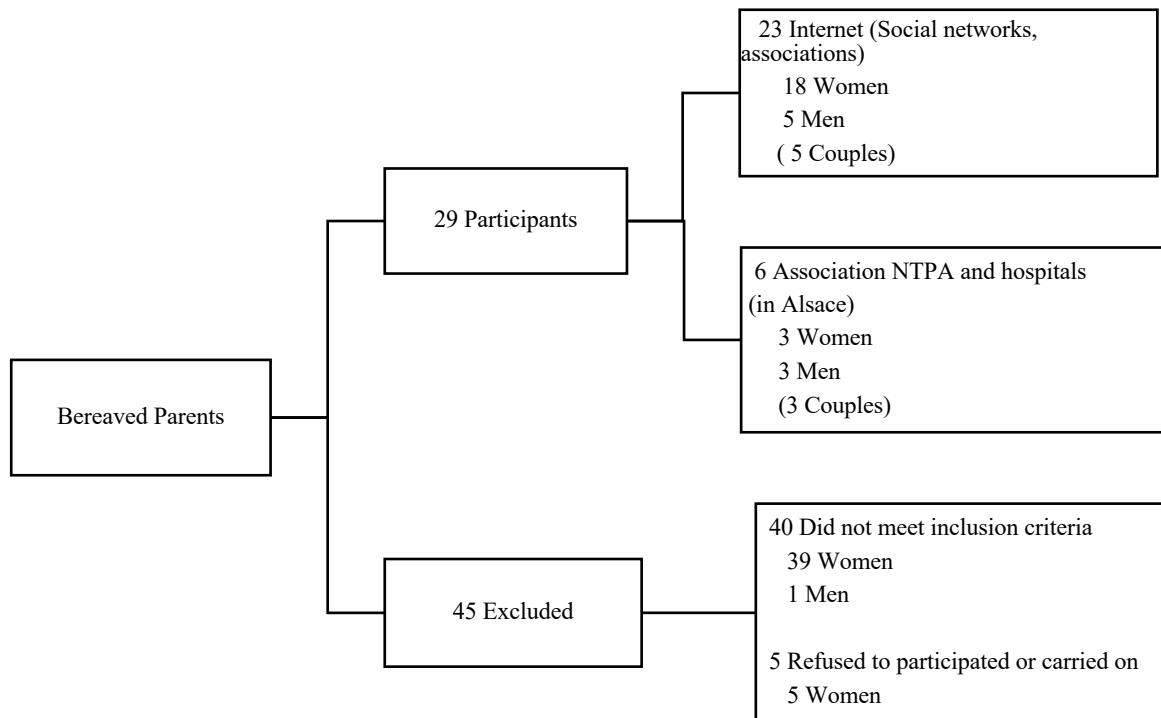 23 Internet (Social networks,
associations)
18 Women
5 Men
( 5 Couples)
29 Participants
6 Association NTPA and hospitals
(in Alsace)
3 Women
3 Men
(3 Couples)
Bereaved Parents
40 Did not meet inclusion criteria
39 Women
1 Men
45 Excluded
5 Refused to participated or carried on
5 Women